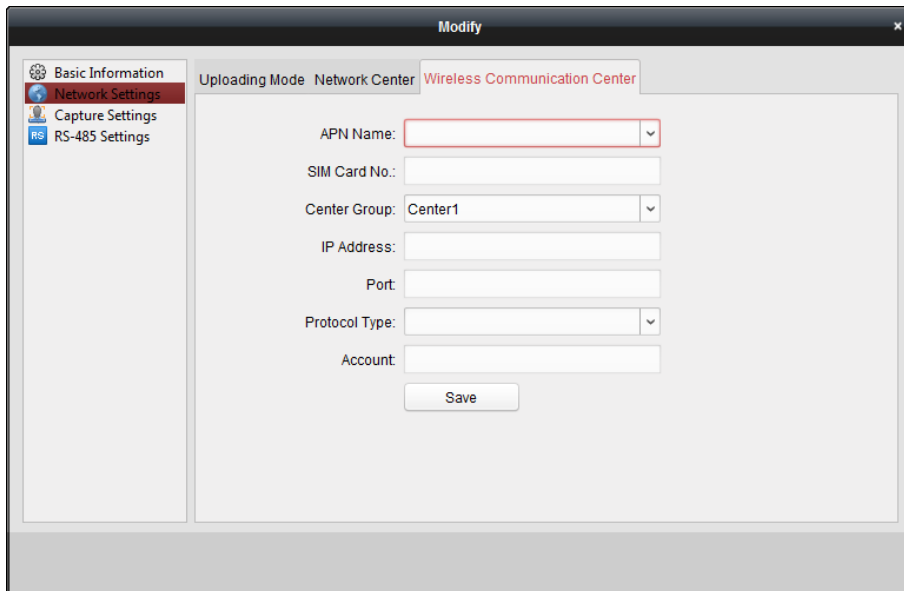 Modify
×
Basic Information
Network Settings
Capture Settings
RS RS-485 Settings
Uploading Mode Network Center Wireless Communication Center
APN Name:
SIM Card No.:
Center Group: Center1
IP Address:
Port:
Protocol Type:
Account:
Save